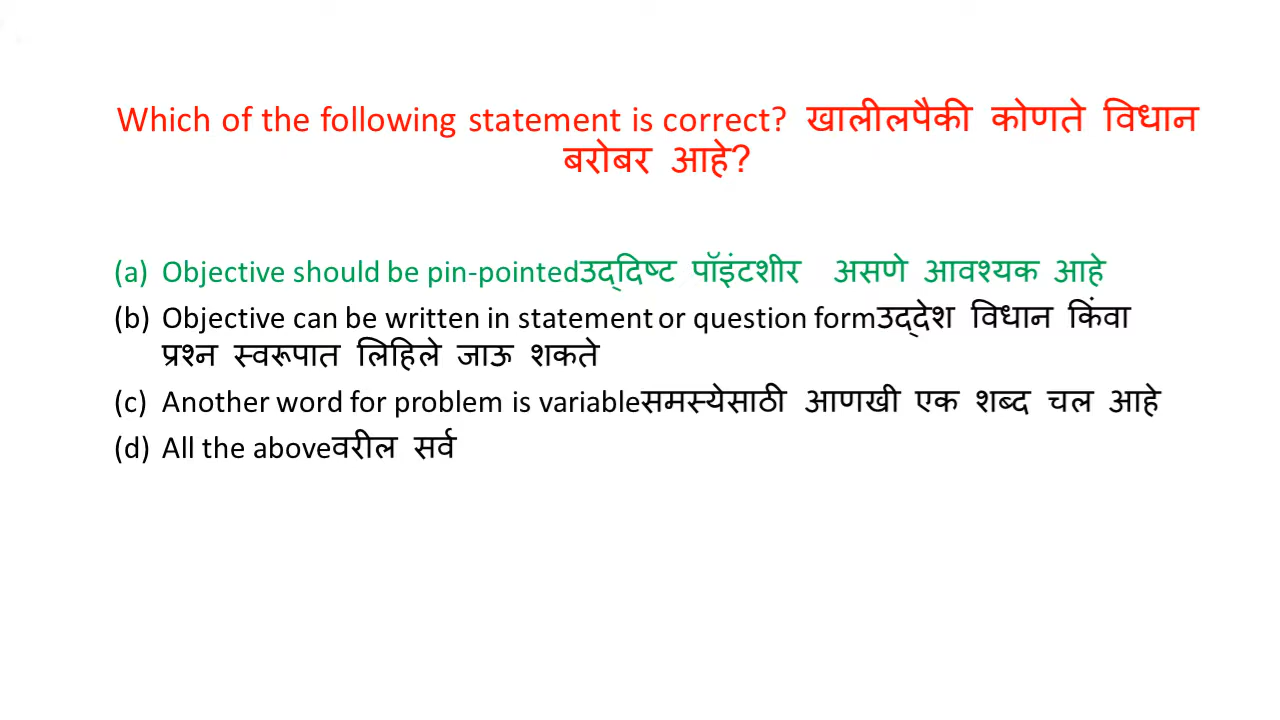 Which of the following statement is correct? खालीलपैकी कोणते विधान
बरोबर आहे?
(a) Objective should be pin-pointedउद्दिष्ट पॉइंटशीर असणे आवश्यक आहे
(b) Objective can be written in statement or question formउद्देश विधान किंवा
प्रश्न स्वरूपात लिहिले जाऊ शकते
(c) Another word for problem is variableसमस्येसाठी आणखी एक शब्द चल आहे
(d) All the aboveवरील सर्व